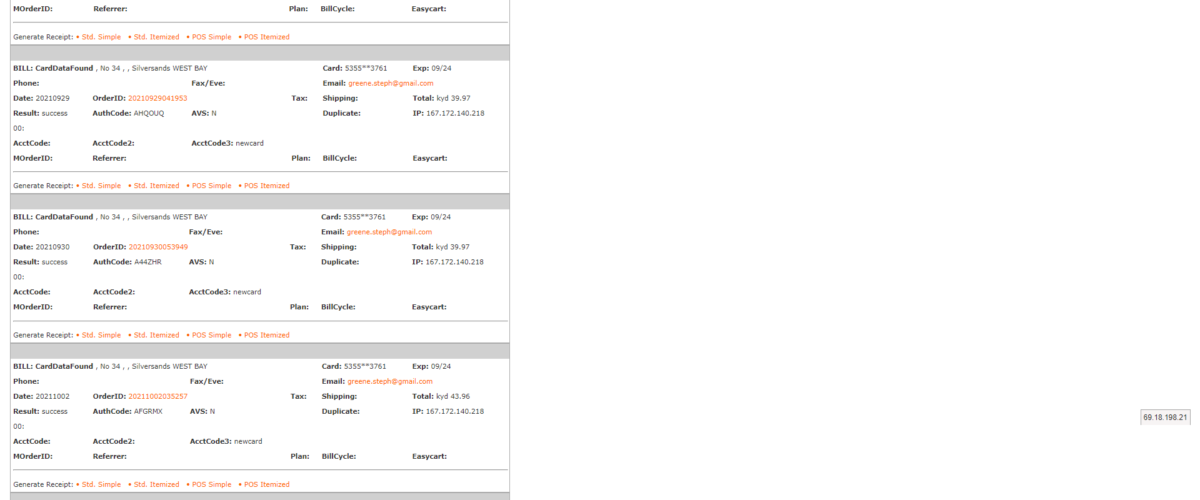 MOrderID: Referrer: Plan: BillCycle: Easycart:
Generate Receipt: • Std. Simple • Std. Itemized • POS Simple • POS Itemized
BILL: CardDataFound , No 34 , , Silversands WEST BAY Card: 5355**3761 Exp: 09/24
Phone: Fax/Eve: Email: greene.steph@gmail.com
Date: 20210929 OrderID: 20210929041953 Tax: Shipping: Total: kyd 39.97
Result: success AuthCode: AHQOUQ AVS: N Duplicate: IP: 167.172.140.218
00:
AcctCode: AcctCode2: AcctCode3: newcard
MOrderID: Referrer: Plan: BillCycle: Easycart:
Generate Receipt: • Std. Simple • Std. Itemized • POS Simple • POS Itemized
BILL: CardDataFound , No 34 , , Silversands WEST BAY Card: 5355**3761 Exp: 09/24
Phone: Fax/Eve: Email: greene.steph@gmail.com
Date: 20210930 OrderID: 20210930053949 Tax: Shipping: Total: kyd 39.97
Result: success AuthCode: A44ZHR AVS: N Duplicate: IP: 167.172.140.218
00:
AcctCode: AcctCode2: AcctCode3: newcard
MOrderID: Referrer: Plan: BillCycle: Easycart:
Generate Receipt: • Std. Simple • Std. Itemized • POS Simple • POS Itemized
BILL: CardDataFound , No 34 , , Silversands WEST BAY Card: 5355**3761 Exp: 09/24
Phone: Fax/Eve: Email: greene.steph@gmail.com
Date: 20211002 OrderID: 20211002035257 Tax: Shipping: Total: kyd 43.96
Result: success AuthCode: AFGRMX AVS: N Duplicate: IP: 167.172.140.218
69.18.198.21
00:
AcctCode: AcctCode2: AcctCode3: newcard
MOrderID: Referrer: Plan: BillCycle: Easycart:
Generate Receipt: • Std. Simple • Std. Itemized • POS Simple • POS Itemized